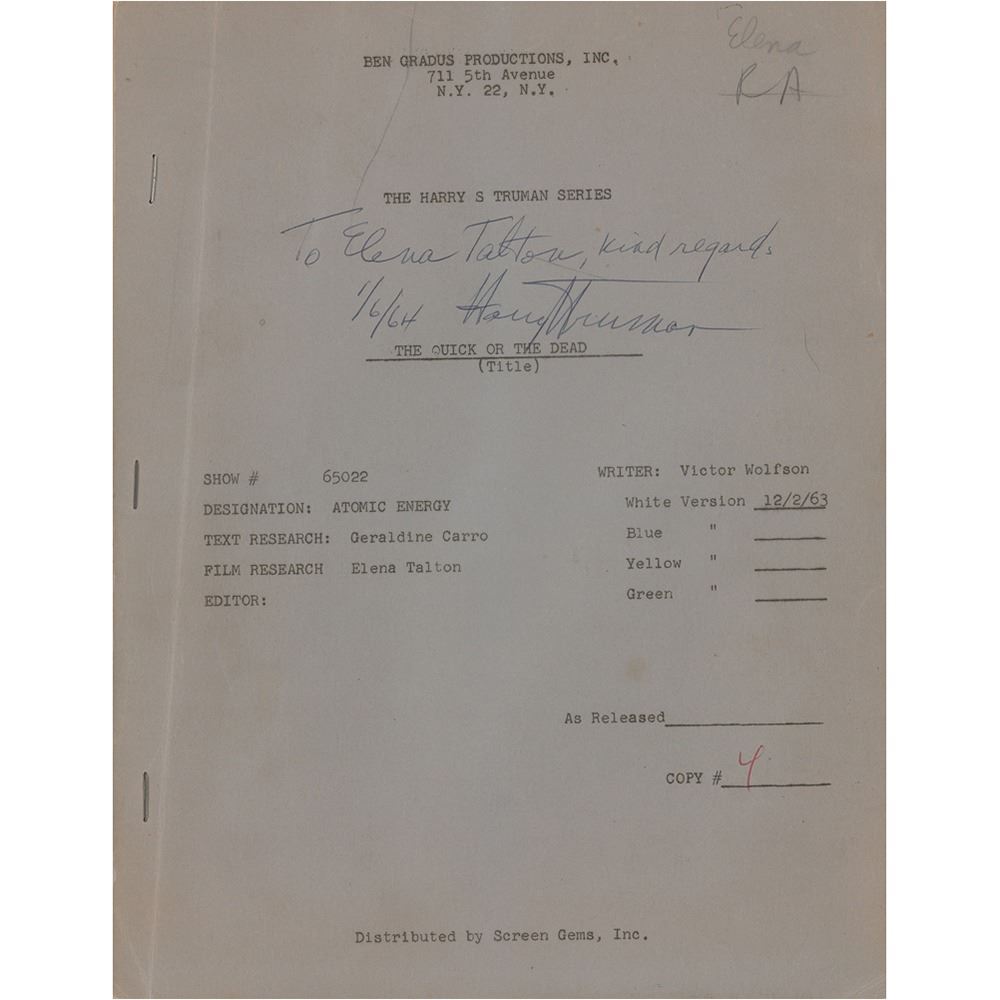 Elena
RA
BEN GRADUS PRODUCTIONS, INC.
711 5th Avenue
N.Y. 22, N.Y.
THE HARRY S TRUMAN SERIES
To Elena Talton, kind regards
1/6/64 Harry S Truman
THE QUICK OR THE DEAD
(Title)
SHOW # 65022
DESIGNATION: ATOMIC ENERGY
TEXT RESEARCH: Geraldine Carro
FILM RESEARCH Elena Talton
EDITOR:
WRITER: Victor Wolfson
White Version 12/2/63
Blue "
Yellow "
Green "
As Released
COPY # 4
Distributed by Screen Gems, Inc.